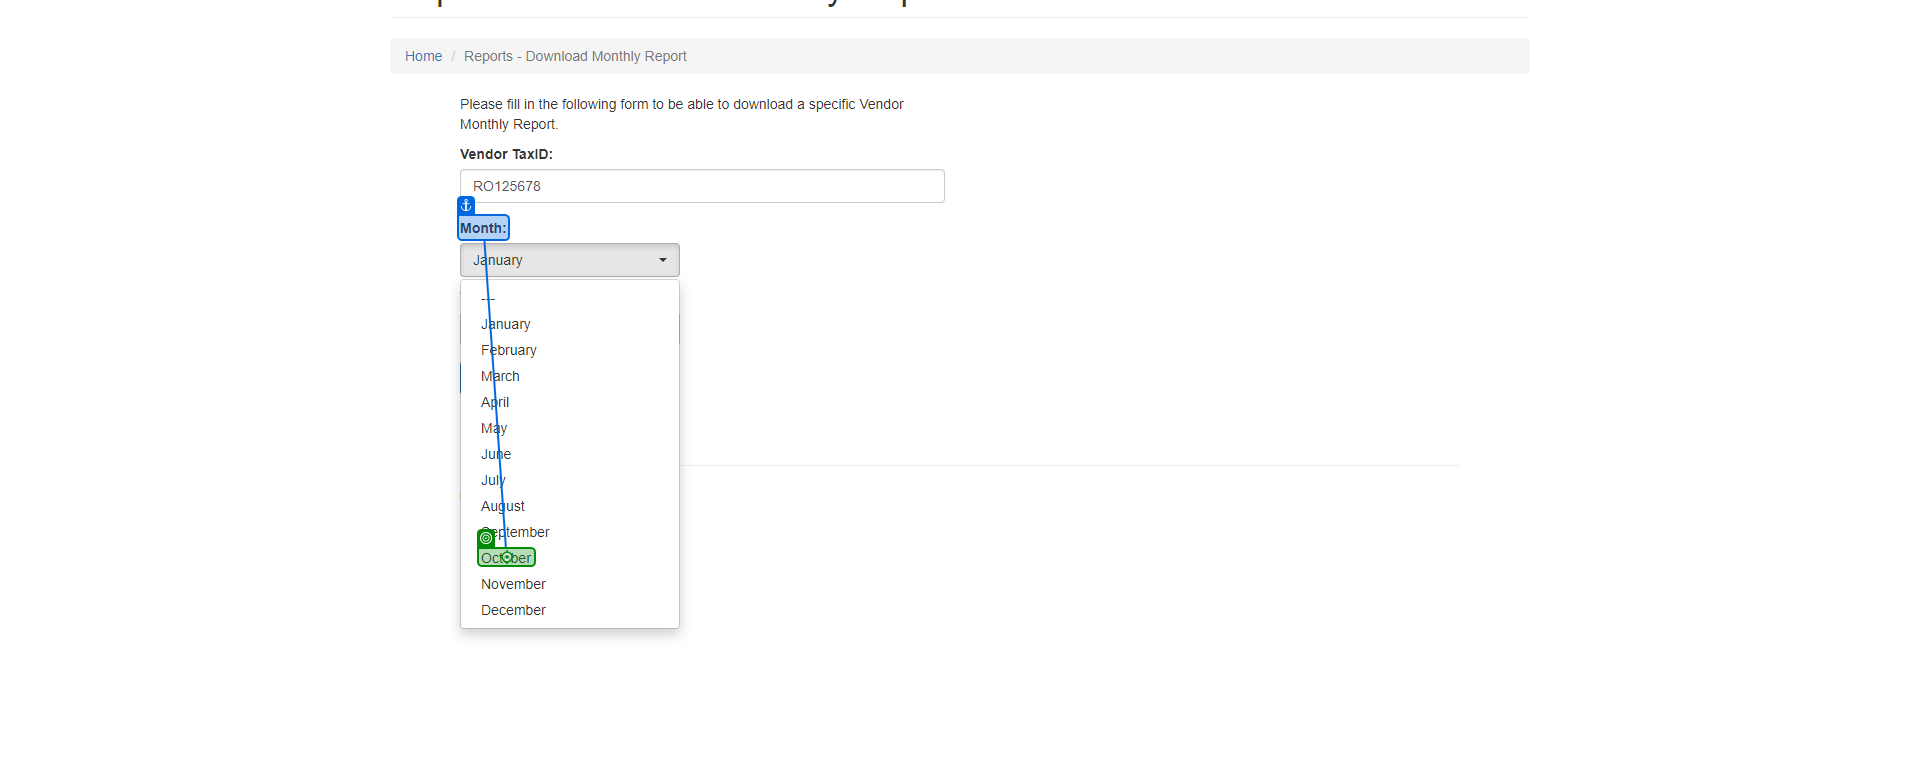 Home / Reports - Download Monthly Report
Please fill in the following form to be able to download a specific Vendor
Monthly Report.
Vendor TaxID:
RO125678
Month:
January
---
January
February
March
April
May
June
July
August
September
October
November
December